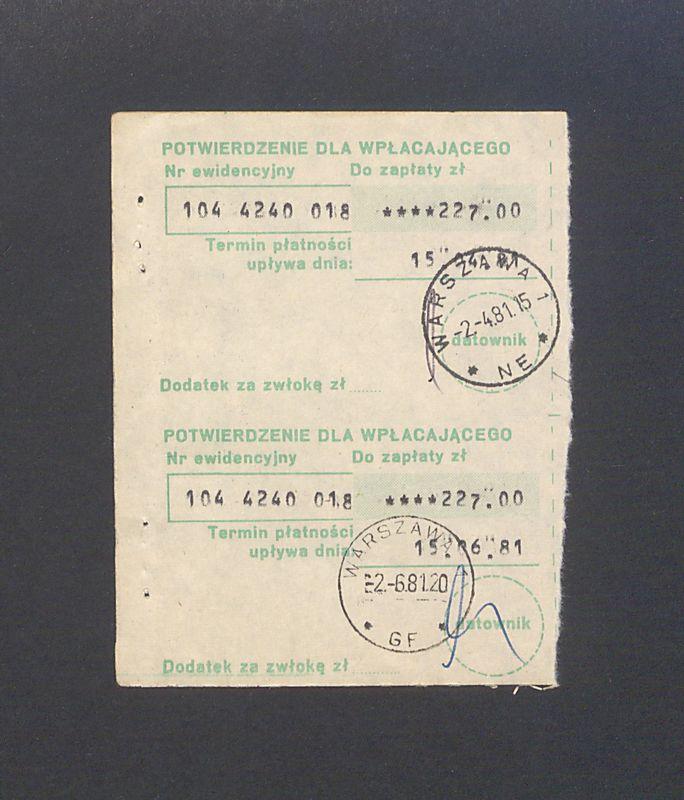 POTWIERDZENIE DLA WPŁACAJĄCEGO
Nr ewidencyjny Do zapłaty zł
104 4240 018 ****227.00
Termin płatności
upływa dnia: 15.04.81
WARSZAWA 1
-2.-4.81.15
datownik
* NE *
Dodatek za zwłokę zł ........
POTWIERDZENIE DLA WPŁACAJĄCEGO
Nr ewidencyjny Do zapłaty zł
104 4240 018 ****227.00
Termin płatności
upływa dnia: 15.06.81
WARSZAWA
-2.-6.81.20
datownik
* GF *
Dodatek za zwłokę zł ............